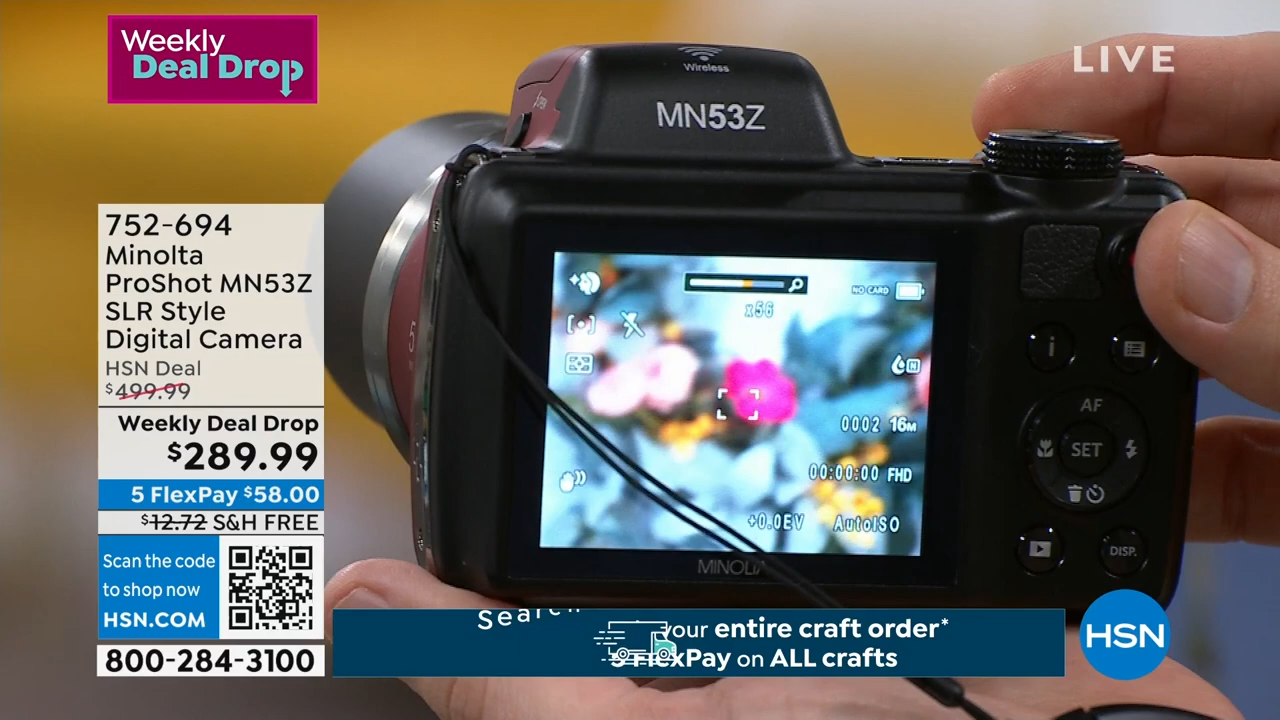 Weekly
Deal Drop
LIVE
752-694
Minolta
ProShot MN53Z
SLR Style
Digital Camera
HSN Deal
$499.99
Weekly Deal Drop
$289.99
5 FlexPay $58.00
$12.72 S&H FREE
Scan the code
to shop now
HSN.COM
800-284-3100
Wireless
MN53Z
NO CARD
x56
0002 16M
00:00:00 FHD
+0.0EV AutoISO
MINOLTA
i
AF
SET
DISP.
your entire craft order*
5 FlexPay on ALL crafts
HSN